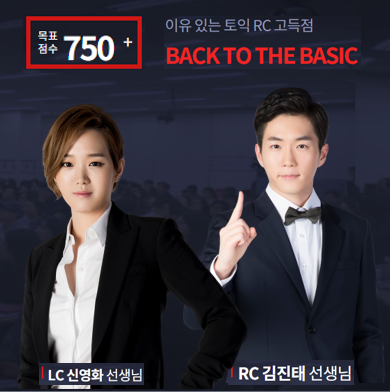 목표
점수 750 +
이유 있는 토익 RC 고득점
BACK TO THE BASIC
LC 신영화 선생님
RC 김진태 선생님